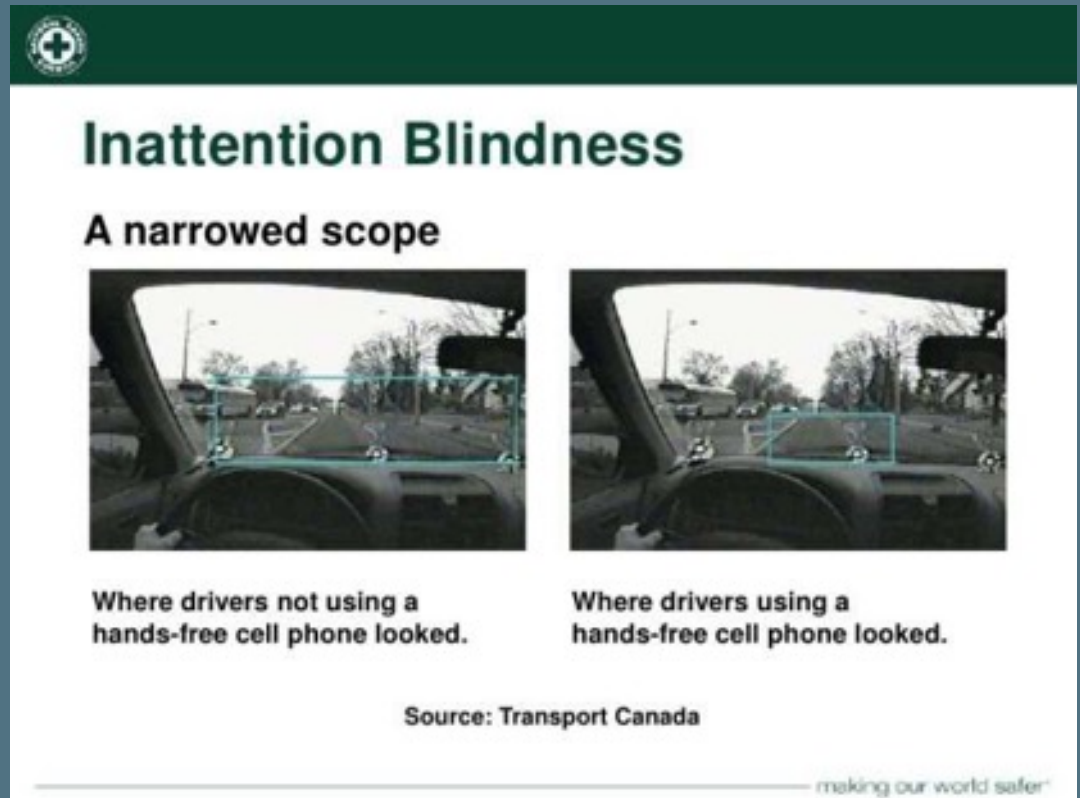 Inattention Blindness
A narrowed scope
Where drivers not using a
hands-free cell phone looked.
Where drivers using a
hands-free cell phone looked.
Source: Transport Canada
making our world safer